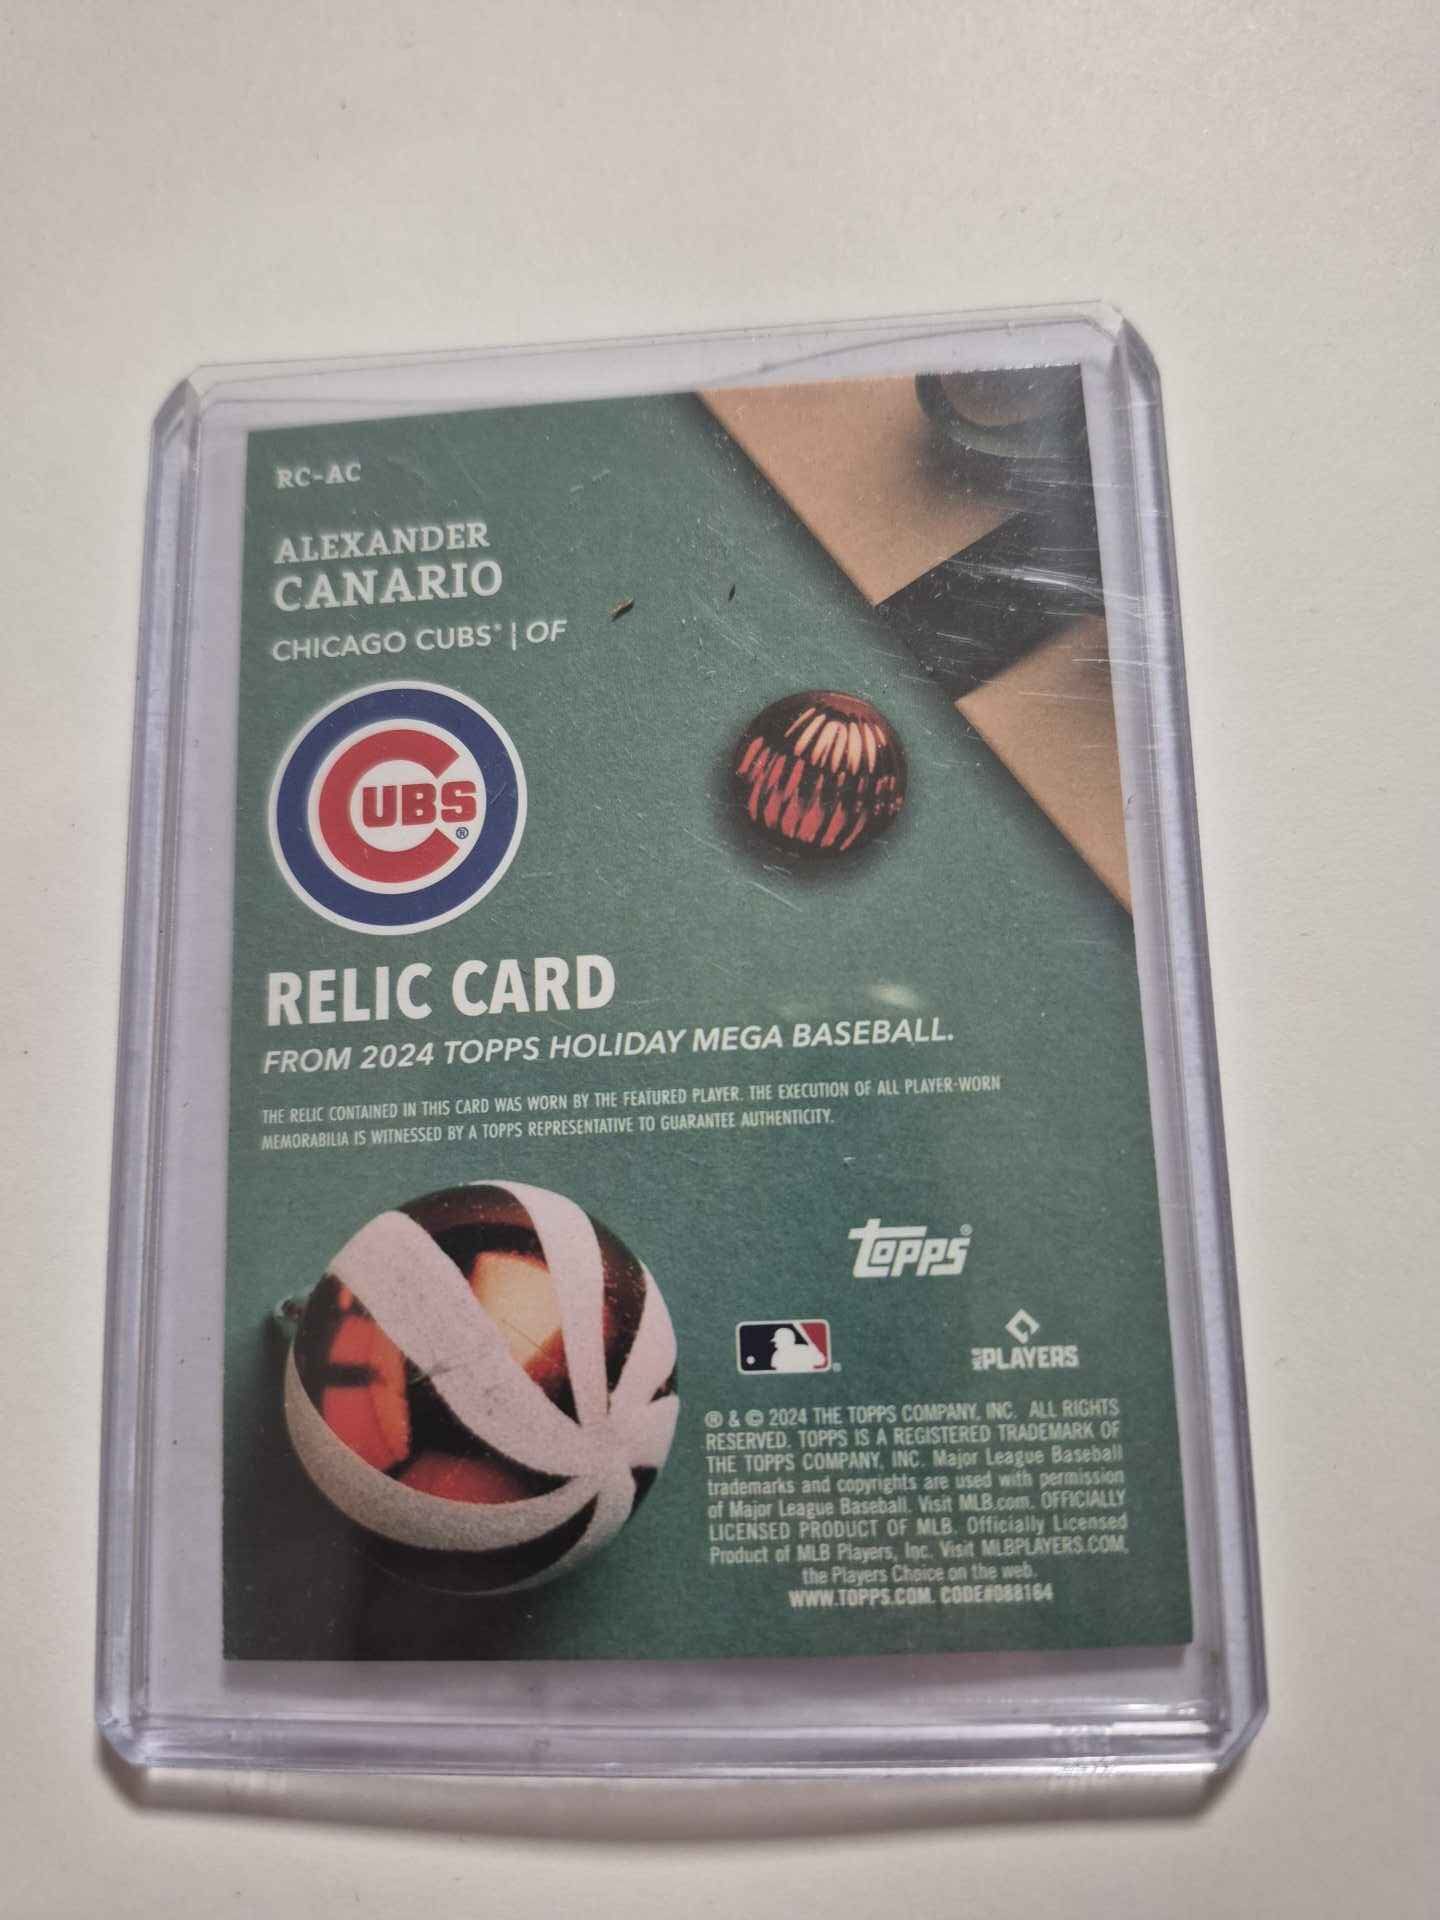 RC-AC
ALEXANDER
CANARIO
CHICAGO CUBS® | OF
CUBS®
RELIC CARD
FROM 2024 TOPPS HOLIDAY MEGA BASEBALL.
THE RELIC CONTAINED IN THIS CARD WAS WORN BY THE FEATURED PLAYER. THE EXECUTION OF ALL PLAYER-WORN
MEMORABILIA IS WITNESSED BY A TOPPS REPRESENTATIVE TO GUARANTEE AUTHENTICITY.
TOPPS®
MLB PLAYERS
® & © 2024 THE TOPPS COMPANY, INC. ALL RIGHTS
RESERVED. TOPPS IS A REGISTERED TRADEMARK OF
THE TOPPS COMPANY, INC. Major League Baseball
trademarks and copyrights are used with permission
of Major League Baseball. Visit MLB.com. OFFICIALLY
LICENSED PRODUCT OF MLB. Officially Licensed
Product of MLB Players, Inc. Visit MLBPLAYERS.COM,
the Players Choice on the web.
WWW.TOPPS.COM. CODE#088164